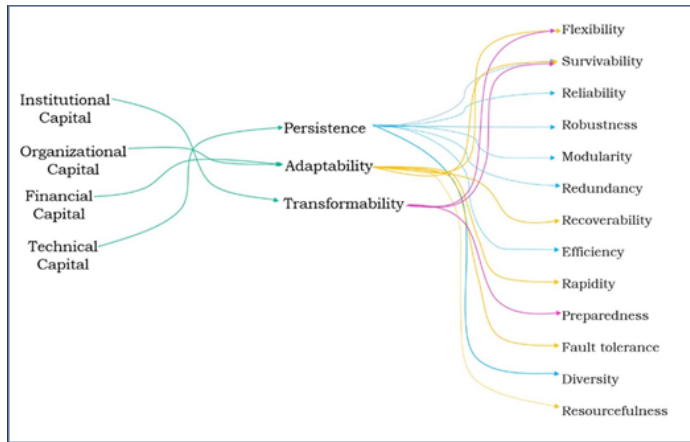 Institutional
Capital
Organizational
Capital
Financial
Capital
Technical
Capital
Persistence
Adaptability
Transformability
Flexibility
Survivability
Reliability
Robustness
Modularity
Redundancy
Recoverability
Efficiency
Rapidity
Preparedness
Fault tolerance
Diversity
Resourcefulness